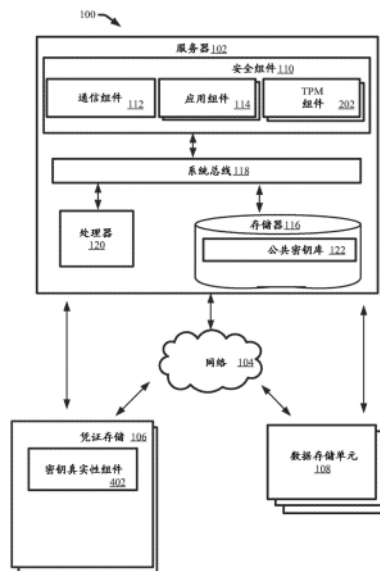 100
服务器 102
安全组件 110
通信组件 112
应用组件 114
TPM
组件 202
系统总线 118
处理器
120
存储器 116
公共密钥库 122
网络 104
凭证存储 106
密钥真实性组件
402
数据存储单元
108